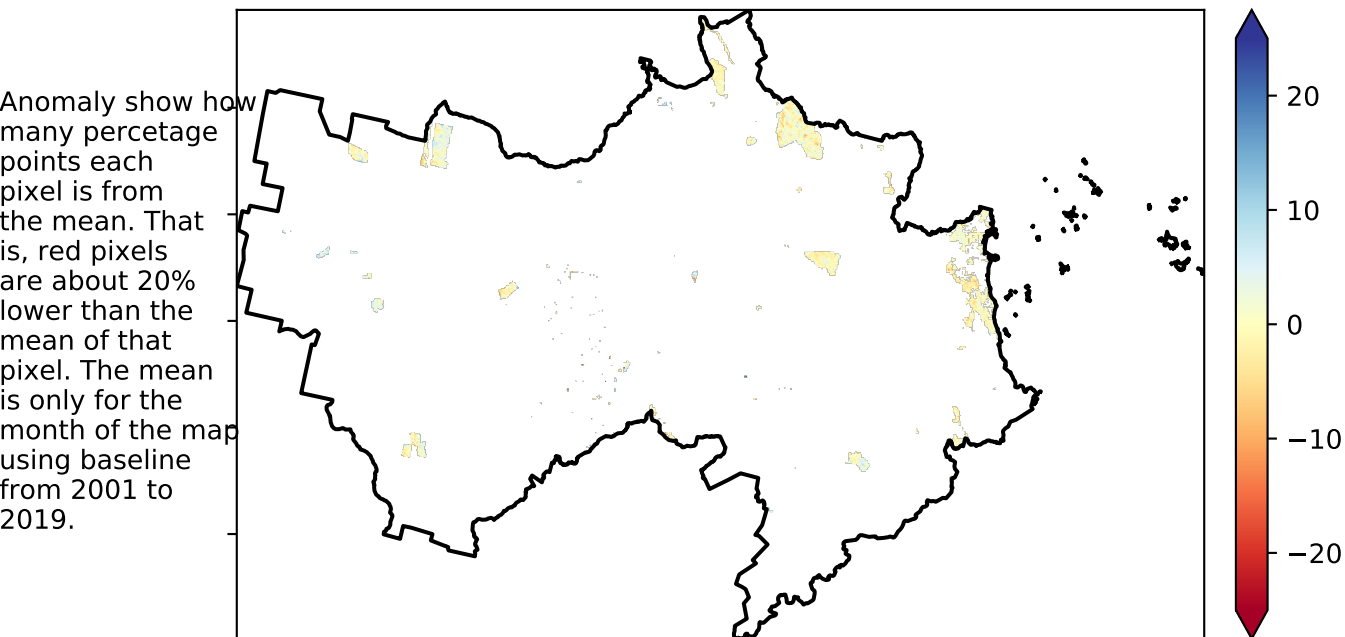 Anomaly show how
many percetage
points each
pixel is from
the mean. That
is, red pixels
are about 20%
lower than the
mean of that
pixel. The mean
is only for the
month of the map
using baseline
from 2001 to
2019.
20
10
0
−10
−20